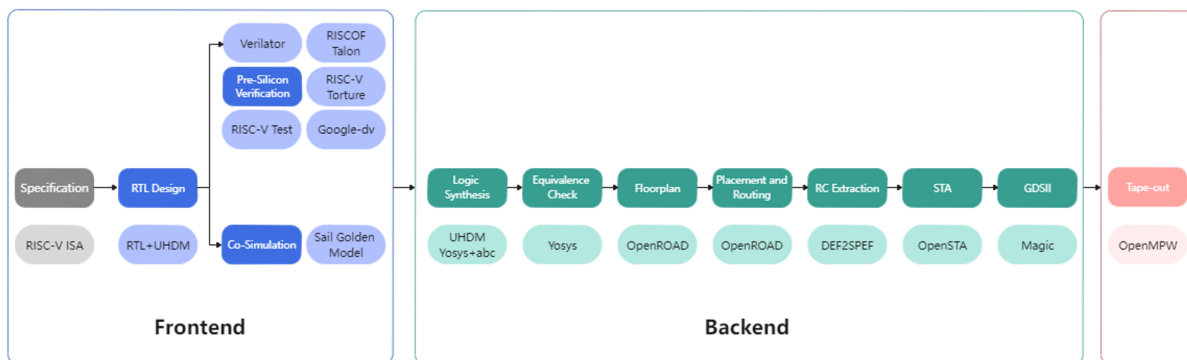 Verilator
RISCOF
Talon
Pre-Silicon
Verification
RISC-V
Torture
RISC-V Test
Google-dv
Specification
RTL Design
RISC-V ISA
RTL+UHDM
Co-Simulation
Sail Golden
Model
Frontend
Logic
Synthesis
Equivalence
Check
Floorplan
Placement and
Routing
RC Extraction
STA
GDSII
UHDM
Yosys+abc
Yosys
OpenROAD
OpenROAD
DEF2SPEF
OpenSTA
Magic
Backend
Tape-out
OpenMPW